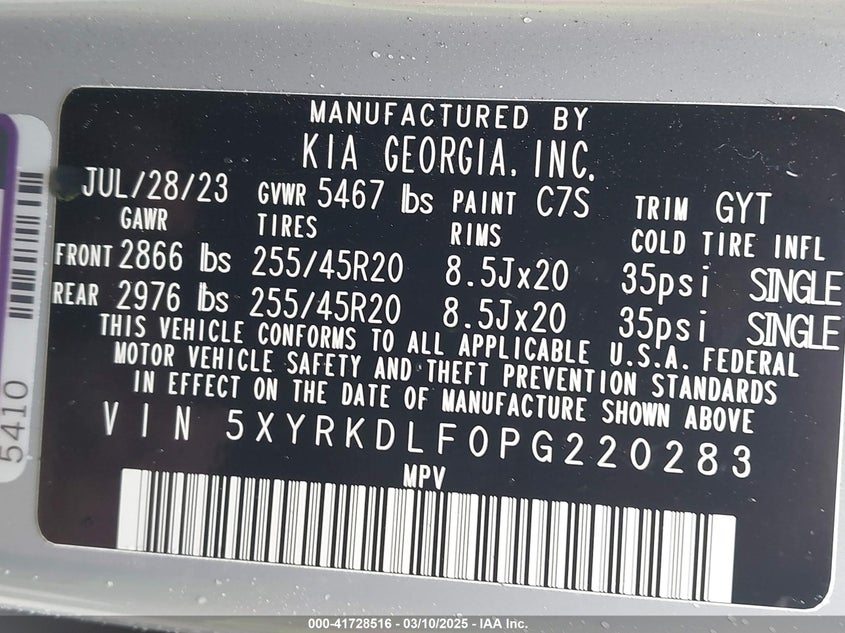 MANUFACTURED BY
KIA GEORGIA, INC.
JUL/28/23 GVWR 5467 lbs PAINT C7S TRIM GYT
GAWR TIRES RIMS COLD TIRE INFL
FRONT 2866 lbs 255/45R20 8.5Jx20 35psi SINGLE
REAR 2976 lbs 255/45R20 8.5Jx20 35psi SINGLE
THIS VEHICLE CONFORMS TO ALL APPLICABLE U.S.A. FEDERAL
MOTOR VEHICLE SAFETY AND THEFT PREVENTION STANDARDS
IN EFFECT ON THE DATE OF MANUFACTURE SHOWN ABOVE
VIN 5XYRKDLF0PG220283
MPV
5410
000-41728516 — 03/10/2025 — IAA Inc.